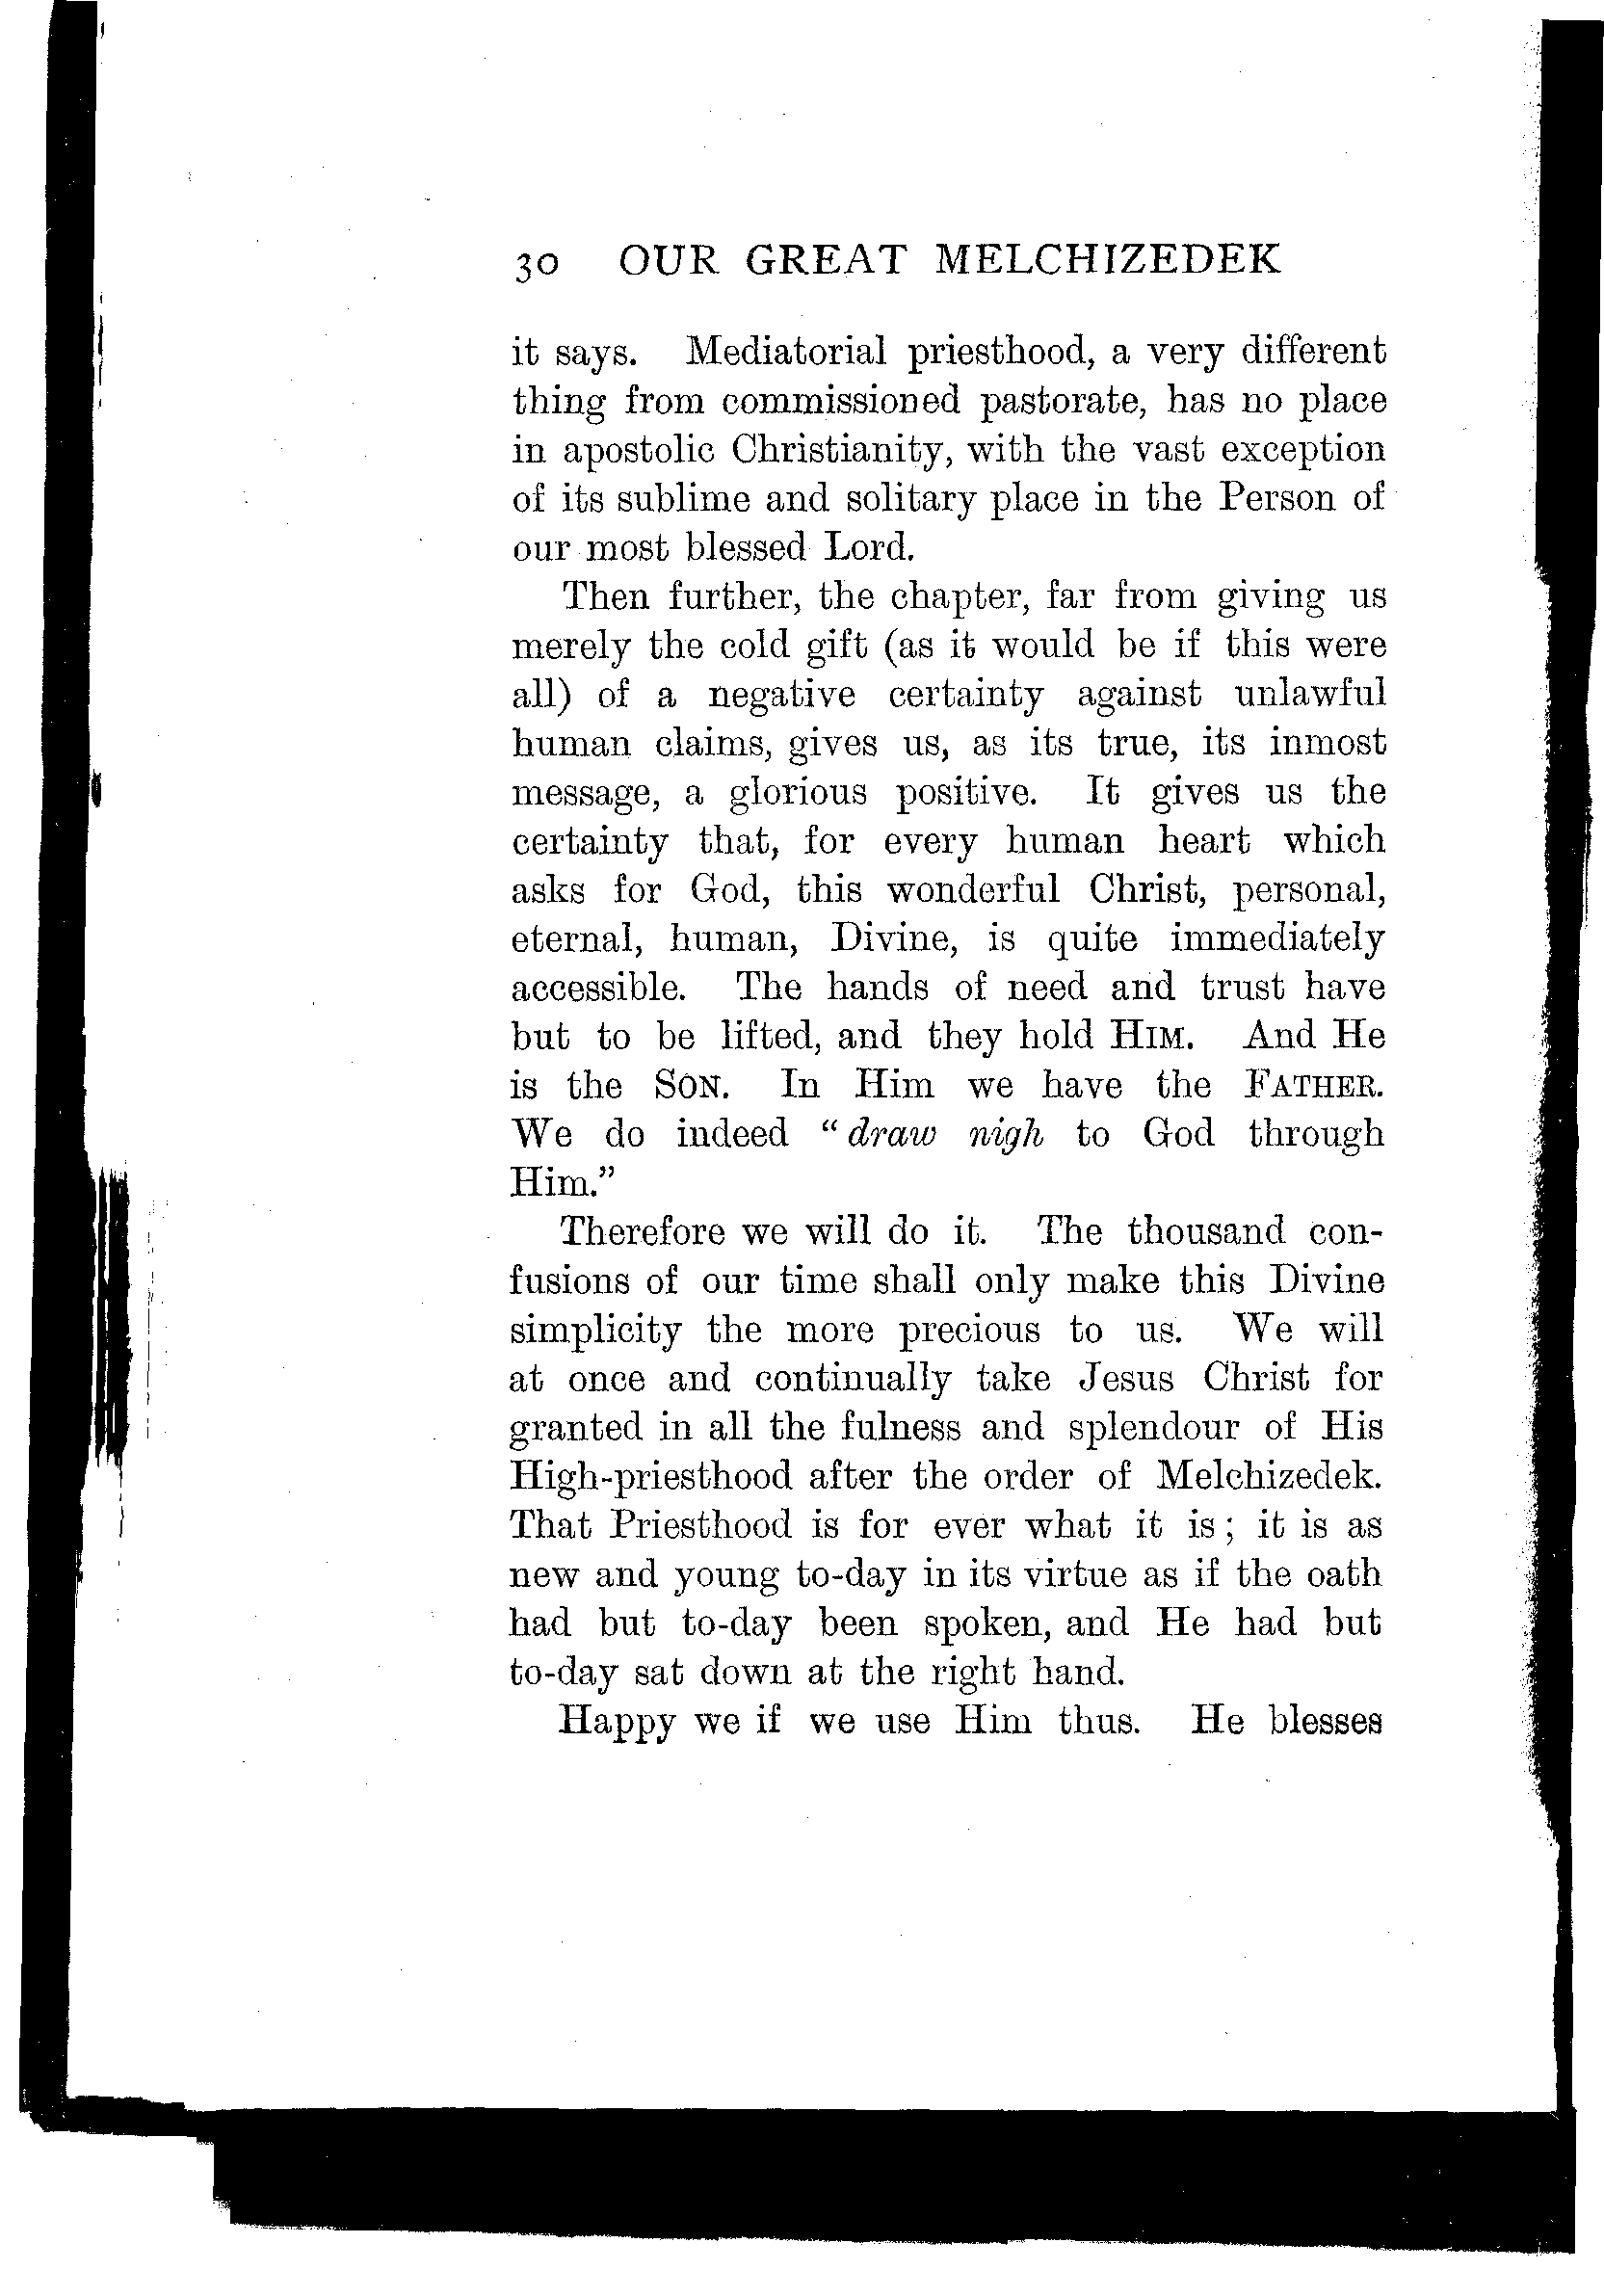 30 OUR GREAT MELCHIZEDEK
it says. Mediatorial priesthood, a very different
thing from commissioned pastorate, has no place
in apostolic Christianity, with the vast exception
of its sublime and solitary place in the Person of
our most blessed Lord.
Then further, the chapter, far from giving us
merely the cold gift (as it would be if this were
all) of a negative certainty against unlawful
human claims, gives us, as its true, its inmost
message, a glorious positive. It gives us the
certainty that, for every human heart which
asks for God, this wonderful Christ, personal,
eternal, human, Divine, is quite immediately
accessible. The hands of need and trust have
but to be lifted, and they hold HIM. And He
is the SON. In Him we have the FATHER.
We do indeed “draw nigh to God through
Him.”
Therefore we will do it. The thousand con-
fusions of our time shall only make this Divine
simplicity the more precious to us. We will
at once and continually take Jesus Christ for
granted in all the fulness and splendour of His
High-priesthood after the order of Melchizedek.
That Priesthood is for ever what it is; it is as
new and young to-day in its virtue as if the oath
had but to-day been spoken, and He had but
to-day sat down at the right hand.
Happy we if we use Him thus. He blesses